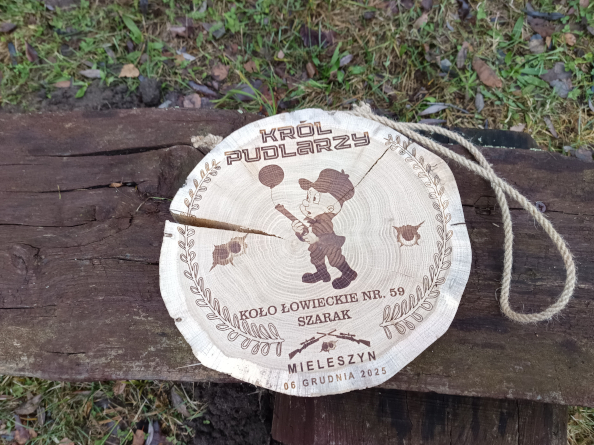 KRÓL
PUDLARZY
KOŁO ŁOWIECKIE NR. 59
SZARAK
MIELESZYN
06 GRUDNIA 2025